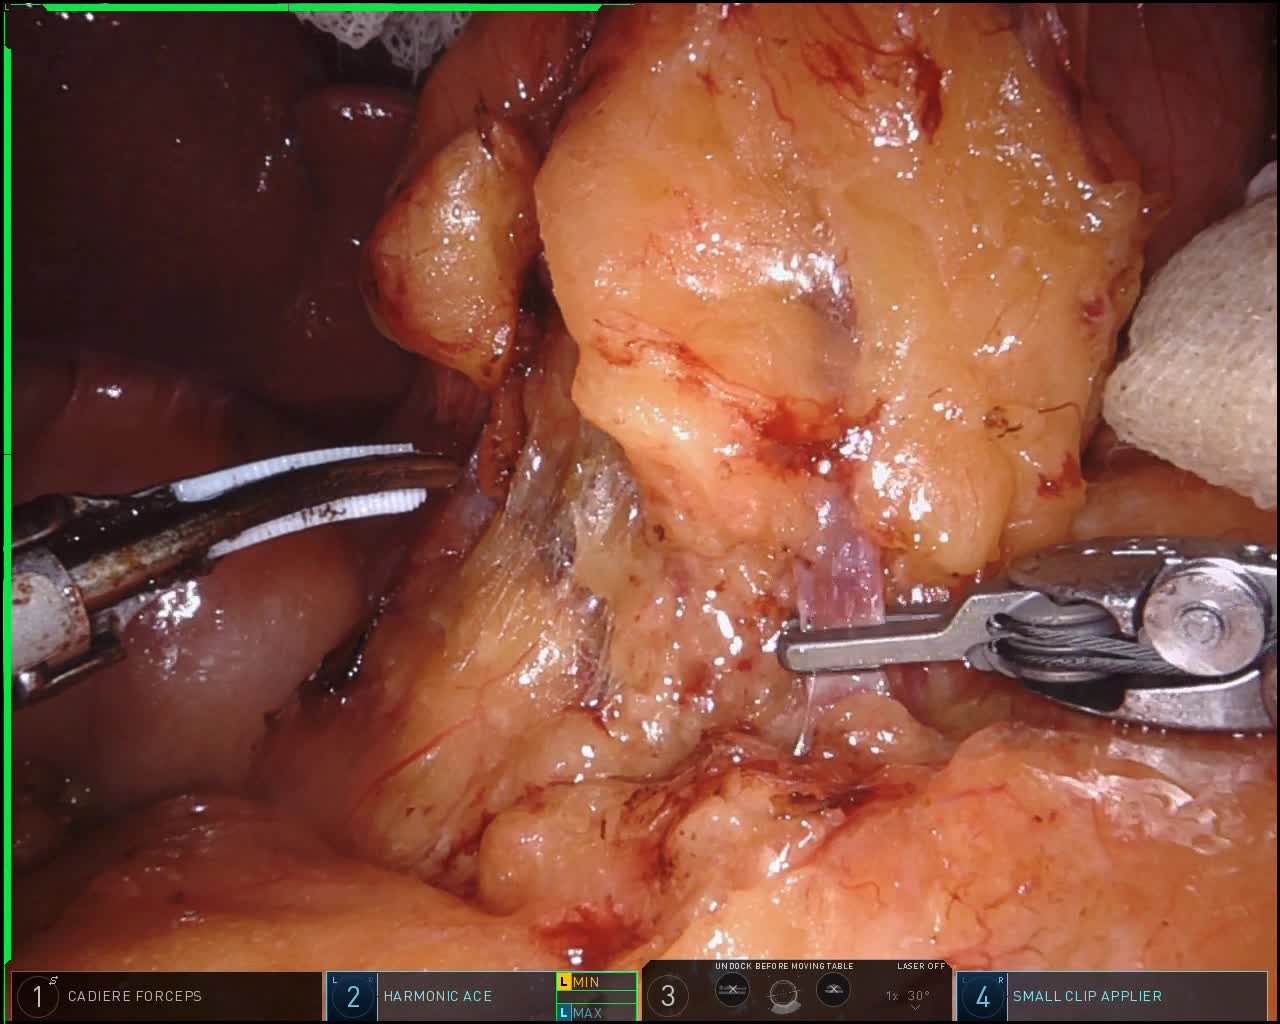 UNDOCK BEFORE MOVING TABLE LASER OFF
1 CADIERE FORCEPS
L R
2 HARMONIC ACE
L MIN
L MAX
3
1x 30°
R
4 SMALL CLIP APPLIER